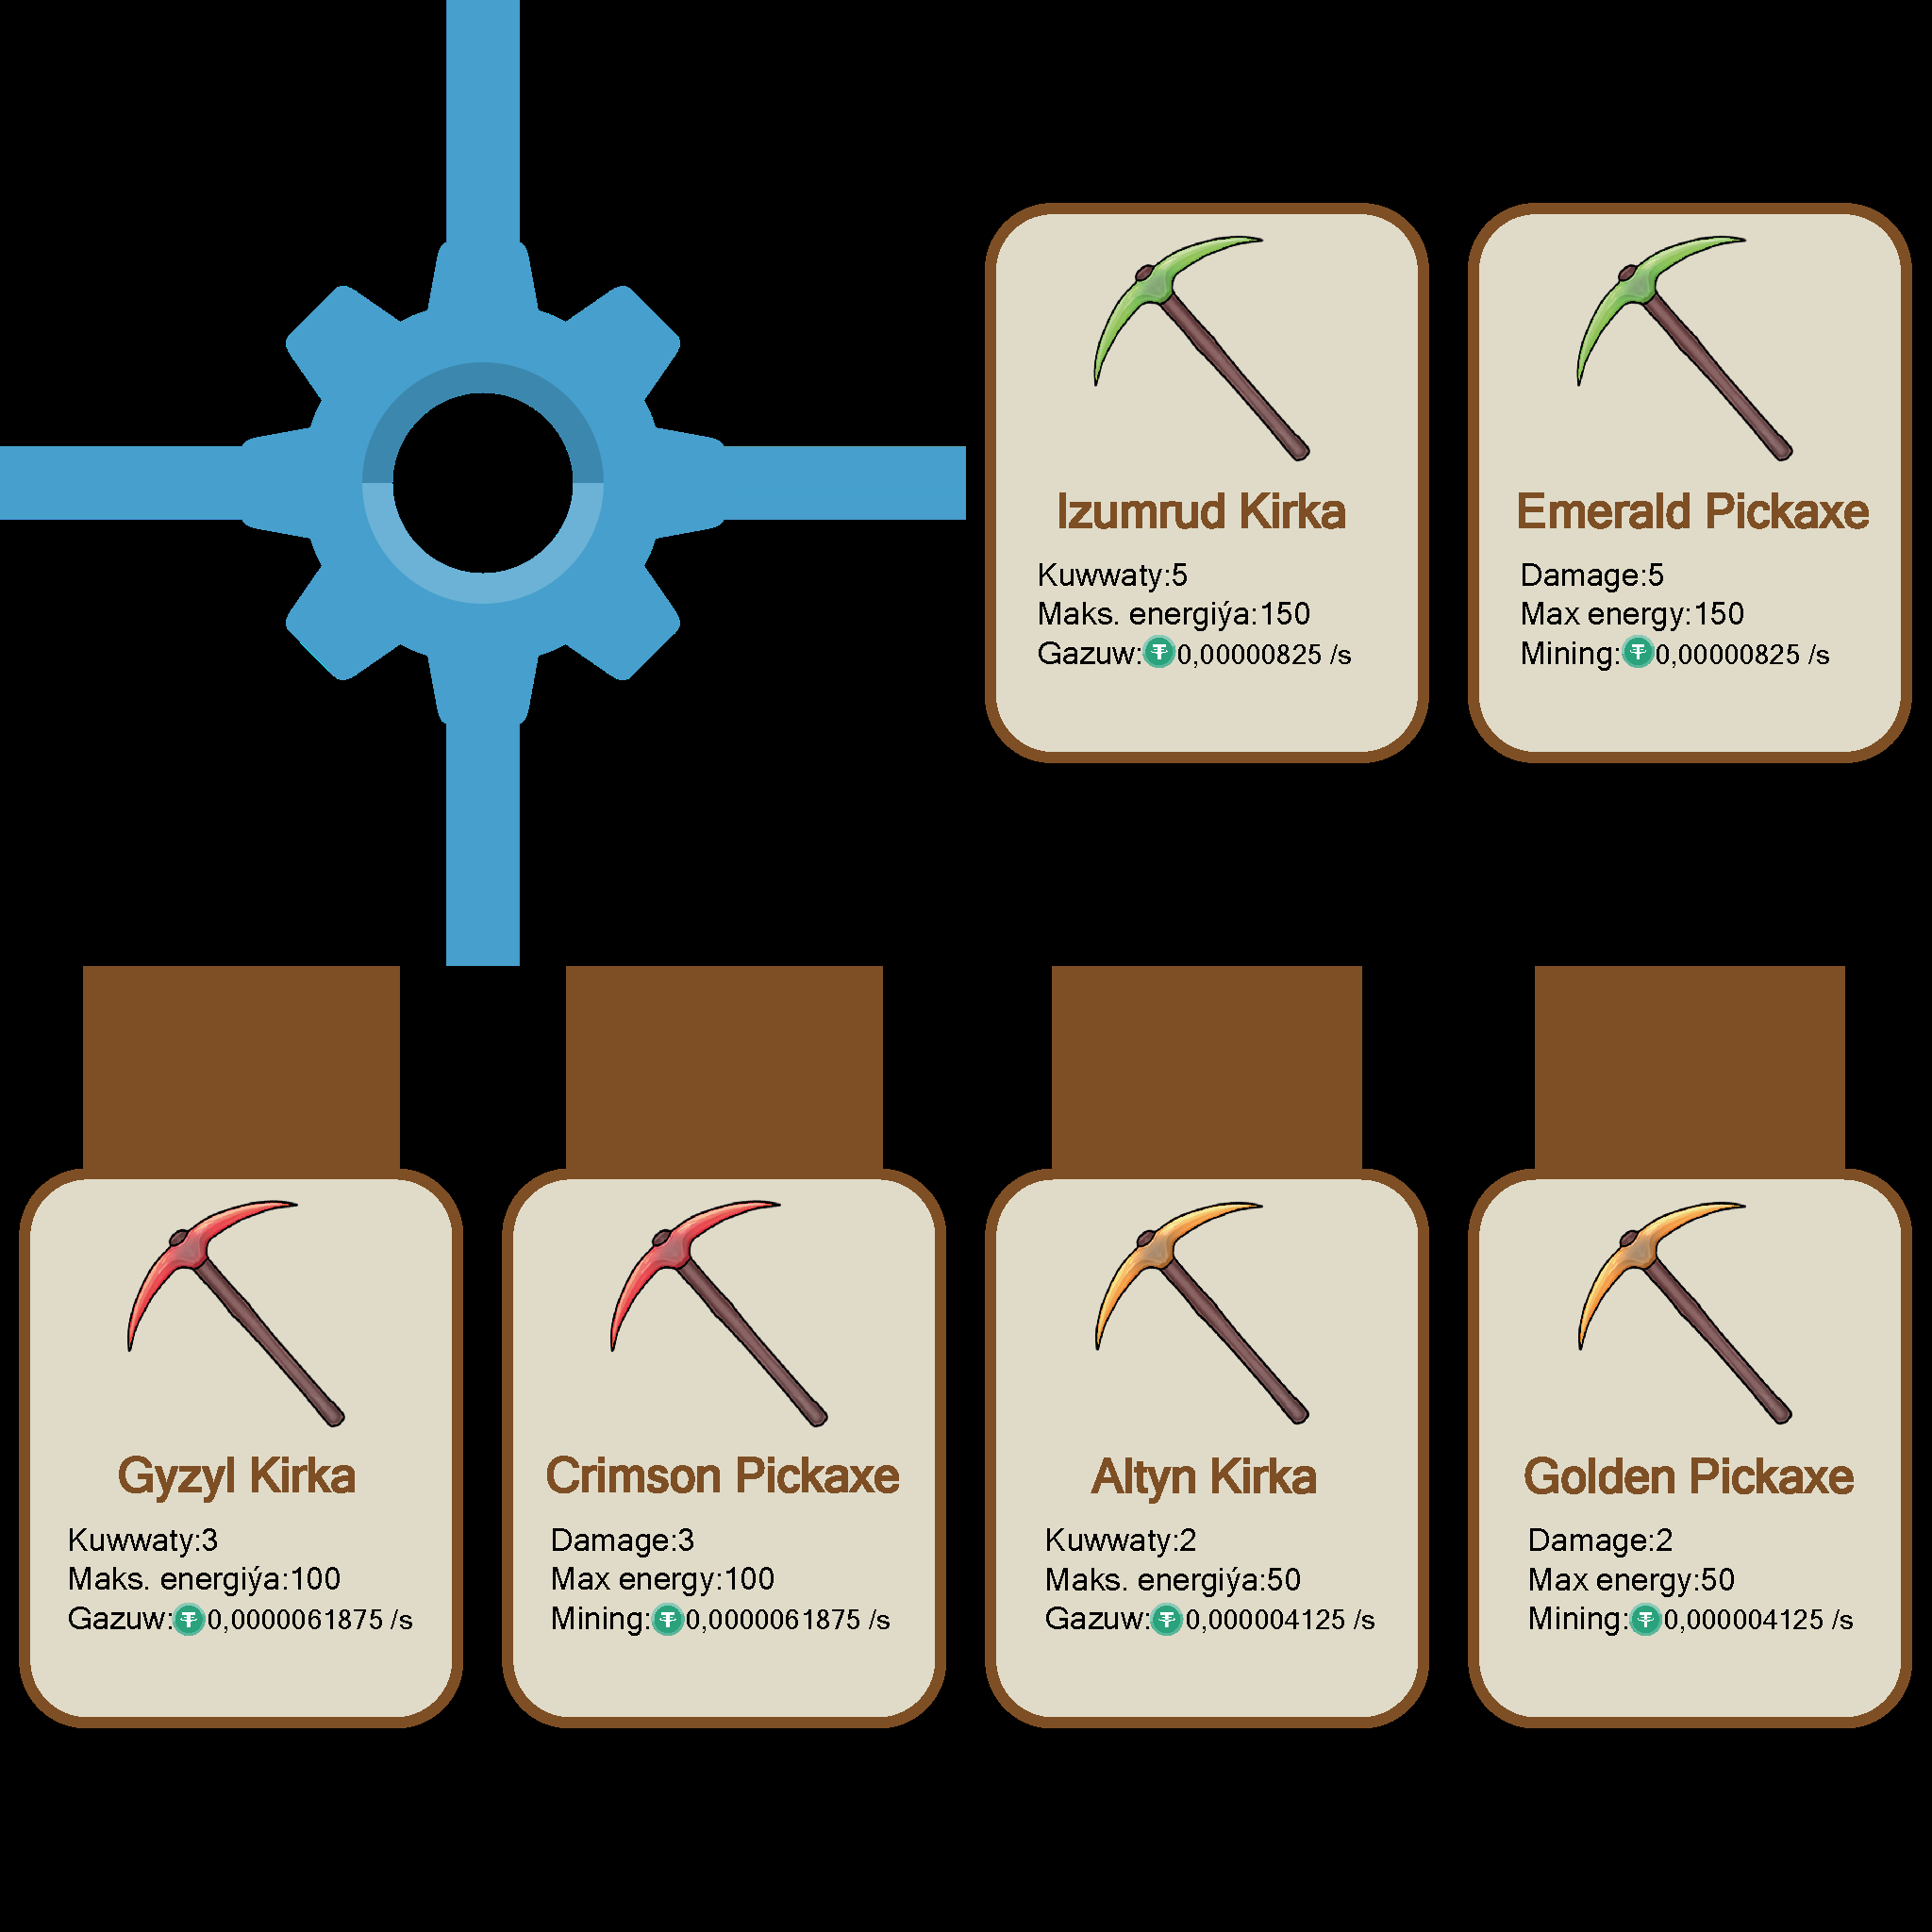 Izumrud Kirka
Kuwwaty:5
Maks. energiýa:150
Gazuw: 0,00000825 /s
Emerald Pickaxe
Damage:5
Max energy:150
Mining: 0,00000825 /s
Gyzyl Kirka
Kuwwaty:3
Maks. energiýa:100
Gazuw: 0,0000061875 /s
Crimson Pickaxe
Damage:3
Max energy:100
Mining: 0,0000061875 /s
Altyn Kirka
Kuwwaty:2
Maks. energiýa:50
Gazuw: 0,000004125 /s
Golden Pickaxe
Damage:2
Max energy:50
Mining: 0,000004125 /s